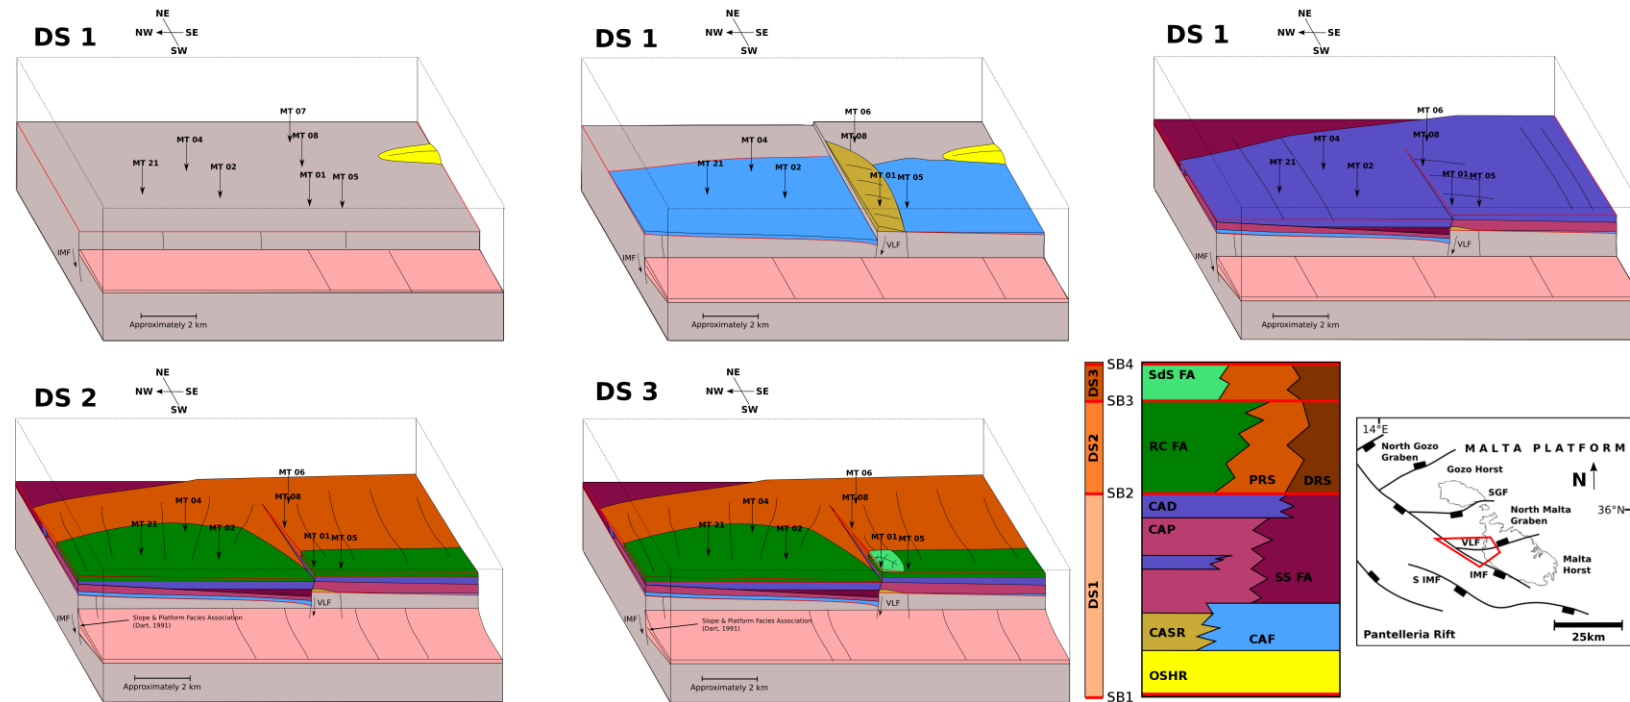 DS 1
NE
NW
SE
SW
MT 07
MT 04
MT 08
MT 21
MT 02
MT 01
MT 05
IMF
Approximately 2 km
DS 1
NE
NW
SE
SW
MT 06
MT 04
MT 08
MT 21
MT 02
MT 01
MT 05
VLF
IMF
Approximately 2 km
DS 1
NE
NW
SE
SW
MT 06
MT 04
MT 08
MT 21
MT 02
MT 01
MT 05
VLF
IMF
Approximately 2 km
DS 2
NE
NW
SE
SW
MT 06
MT 04
MT 08
MT 21
MT 02
MT 01
MT 05
VLF
IMF
Slope & Platform Facies Association
(Dart, 1991)
Approximately 2 km
DS 3
NE
NW
SE
SW
MT 06
MT 04
MT 08
MT 21
MT 02
MT 01
MT 05
VLF
IMF
Slope & Platform Facies Association
(Dart, 1991)
Approximately 2 km
SB4
DS3
SdS FA
SB3
DS2
RC FA
PRS
DRS
SB2
CAD
CAP
DS1
SS FA
CASR
CAF
OSHR
SB1
14°E
North Gozo
Graben
MALTA PLATFORM
Gozo Horst
N
SGF
36°N
North Malta
Graben
VLF
Malta
Horst
IMF
S IMF
Pantelleria Rift
25km